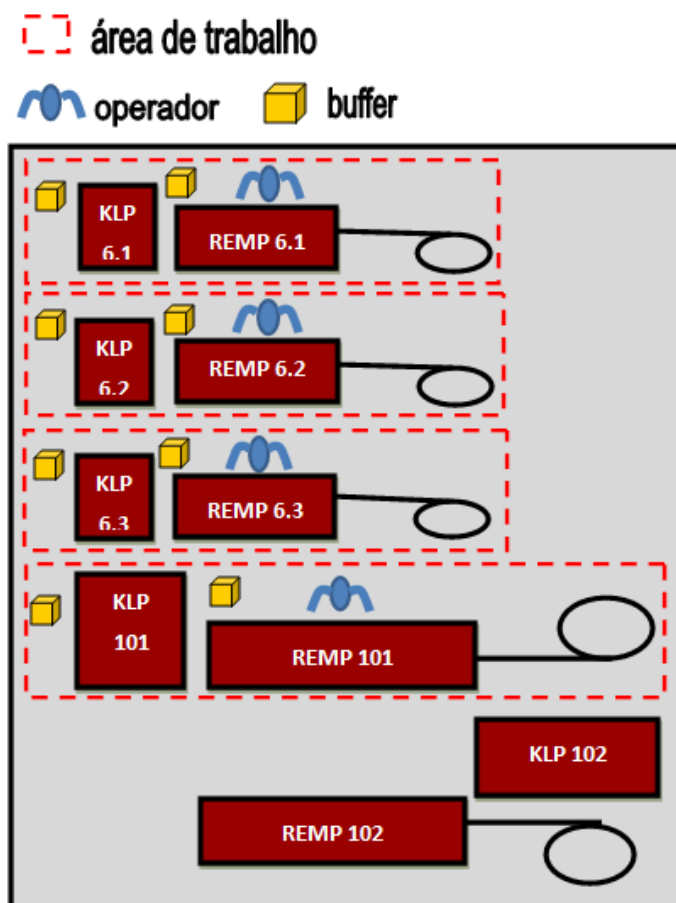 área de trabalho
operador
buffer
KLP
6.1
REMP 6.1
KLP
6.2
REMP 6.2
KLP
6.3
REMP 6.3
KLP
101
REMP 101
KLP 102
REMP 102